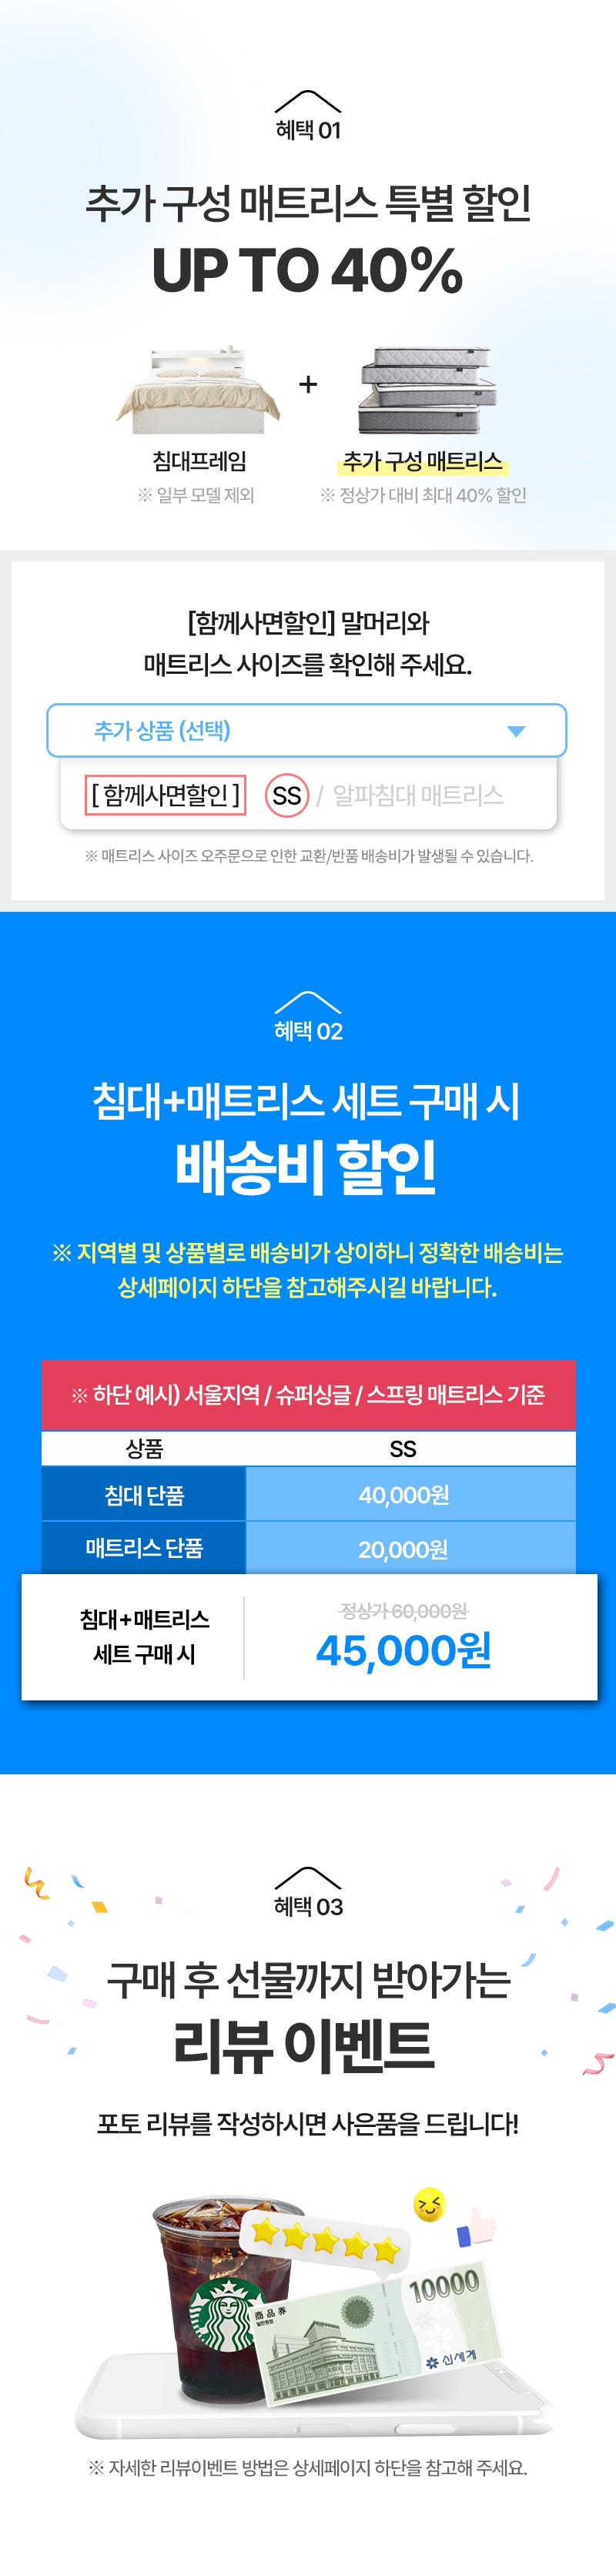 혜택 01
추가 구성 매트리스 특별 할인
UP TO 40%
+
침대프레임
추가 구성 매트리스
※ 일부 모델 제외
※ 정상가 대비 최대 40% 할인
[함께사면할인] 말머리와
매트리스 사이즈를 확인해 주세요.
추가 상품 (선택)
[ 함께사면할인 ] SS / 알파침대 매트리스
※ 매트리스 사이즈 오주문으로 인한 교환/반품 배송비가 발생될 수 있습니다.
혜택 02
침대+매트리스 세트 구매 시
배송비 할인
※ 지역별 및 상품별로 배송비가 상이하니 정확한 배송비는
상세페이지 하단을 참고해주시길 바랍니다.
※ 하단 예시) 서울지역 / 슈퍼싱글 / 스프링 매트리스 기준
상품 SS
침대 단품 40,000원
매트리스 단품 20,000원
침대+매트리스
세트 구매 시
정상가 60,000원
45,000원
혜택 03
구매 후 선물까지 받아가는
리뷰 이벤트
포토 리뷰를 작성하시면 사은품을 드립니다!
商品券
10000
신세계
※ 자세한 리뷰이벤트 방법은 상세페이지 하단을 참고해 주세요.